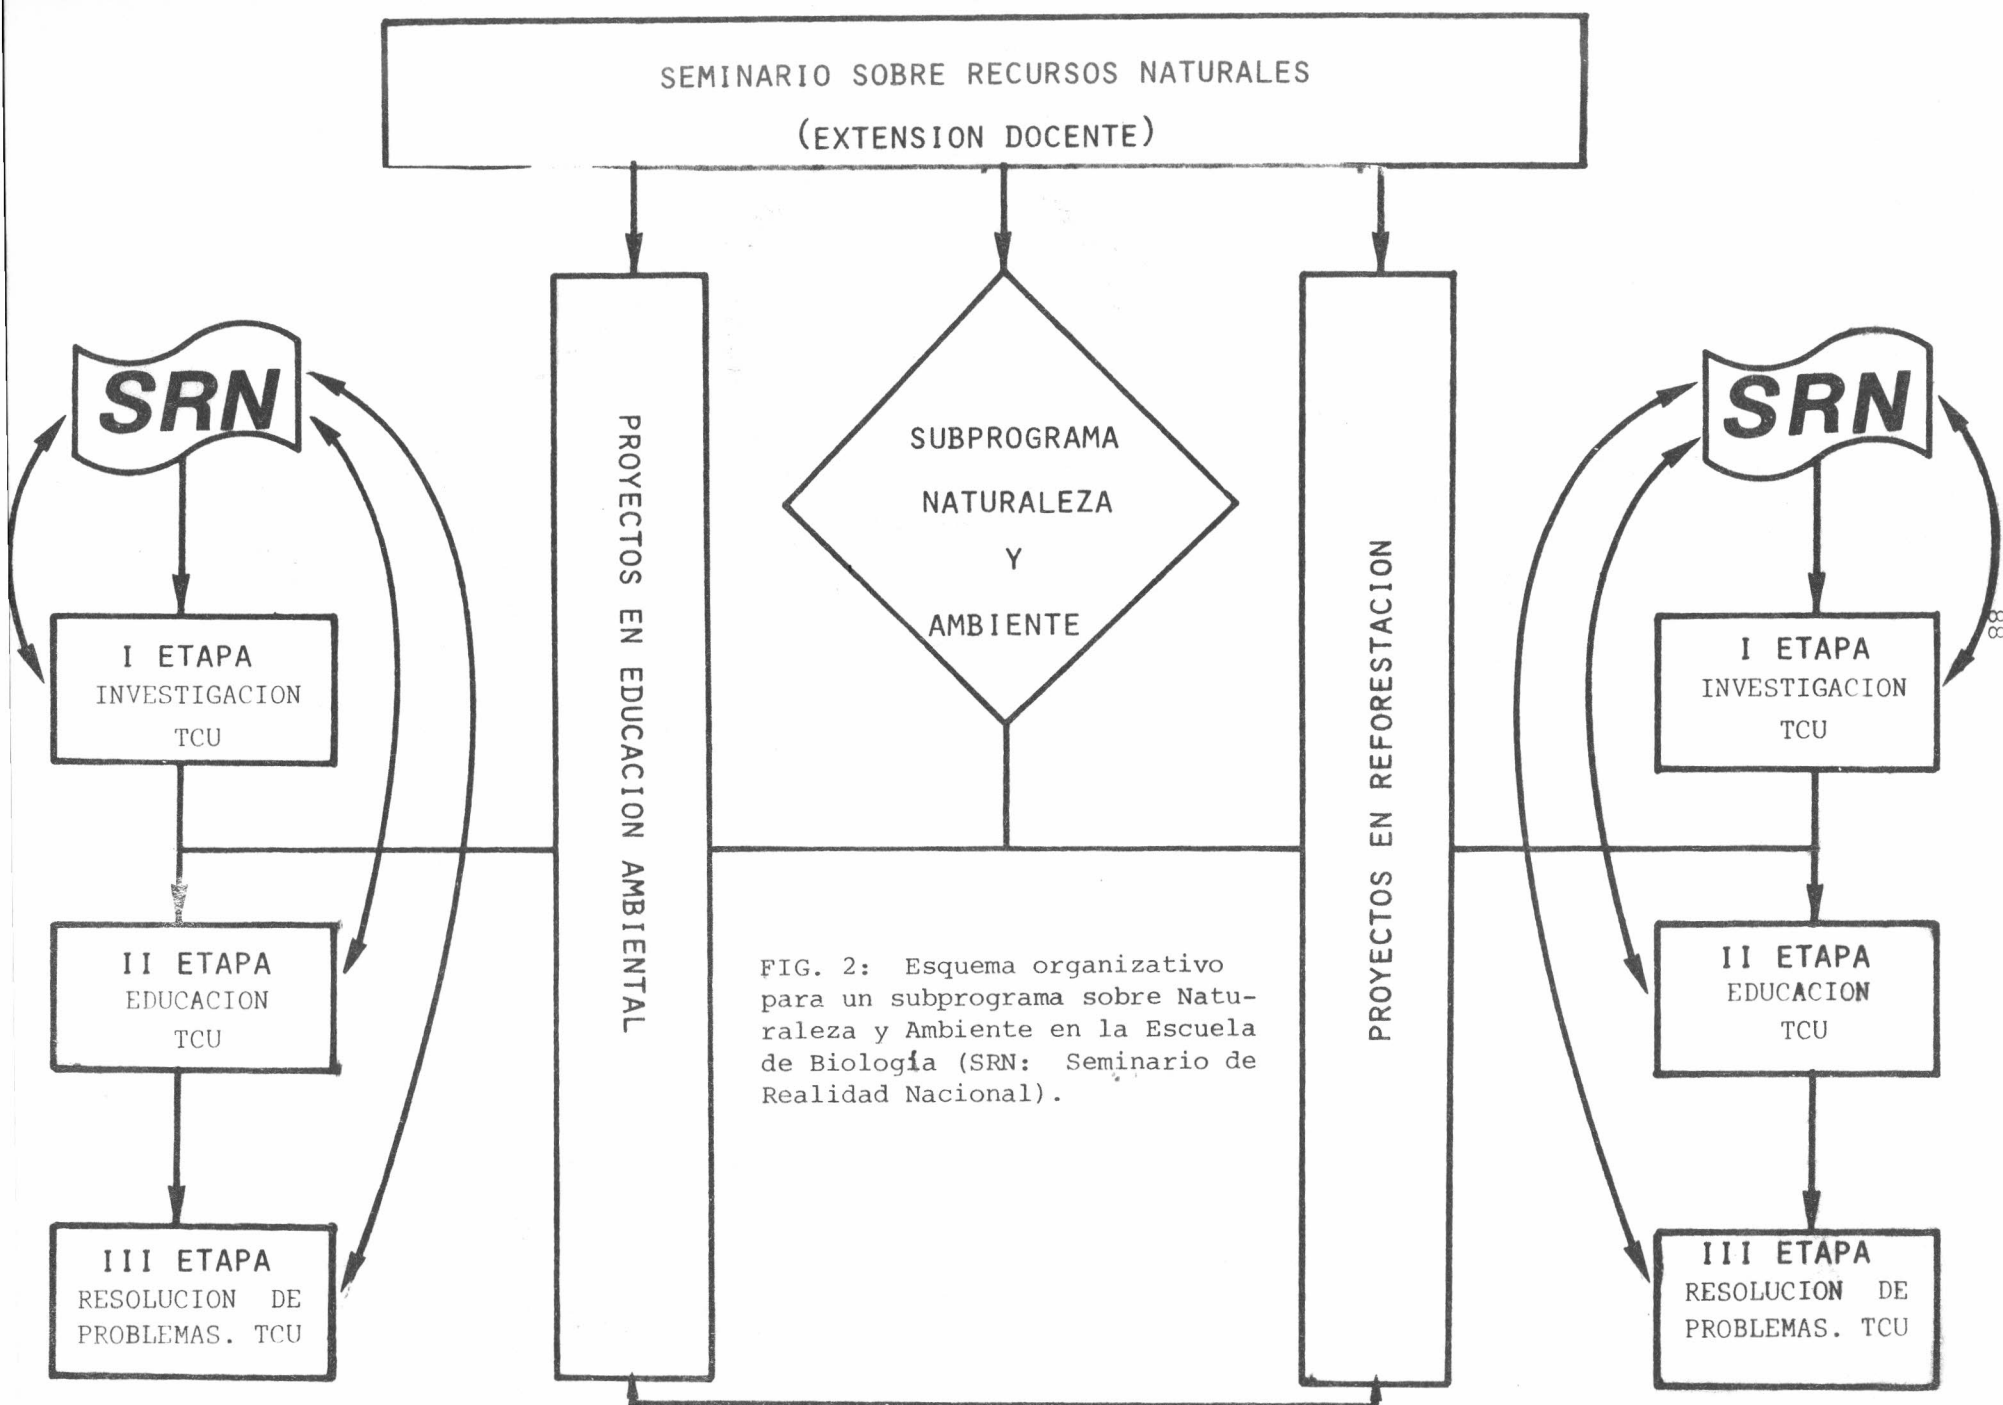 SEMINARIO SOBRE RECURSOS NATURALES
(EXTENSION DOCENTE)
SRN
I ETAPA
INVESTIGACION
TCU
II ETAPA
EDUCACION
TCU
III ETAPA
RESOLUCION DE
PROBLEMAS. TCU
PROYECTOS EN EDUCACION AMBIENTAL
SUBPROGRAMA
NATURALEZA
Y
AMBIENTE
FIG. 2: Esquema organizativo
para un subprograma sobre Natu-
raleza y Ambiente en la Escuela
de Biología (SRN: Seminario de
Realidad Nacional).
PROYECTOS EN REFORESTACION
SRN
I ETAPA
INVESTIGACION
TCU
II ETAPA
EDUCACION
TCU
III ETAPA
RESOLUCION DE
PROBLEMAS. TCU
88